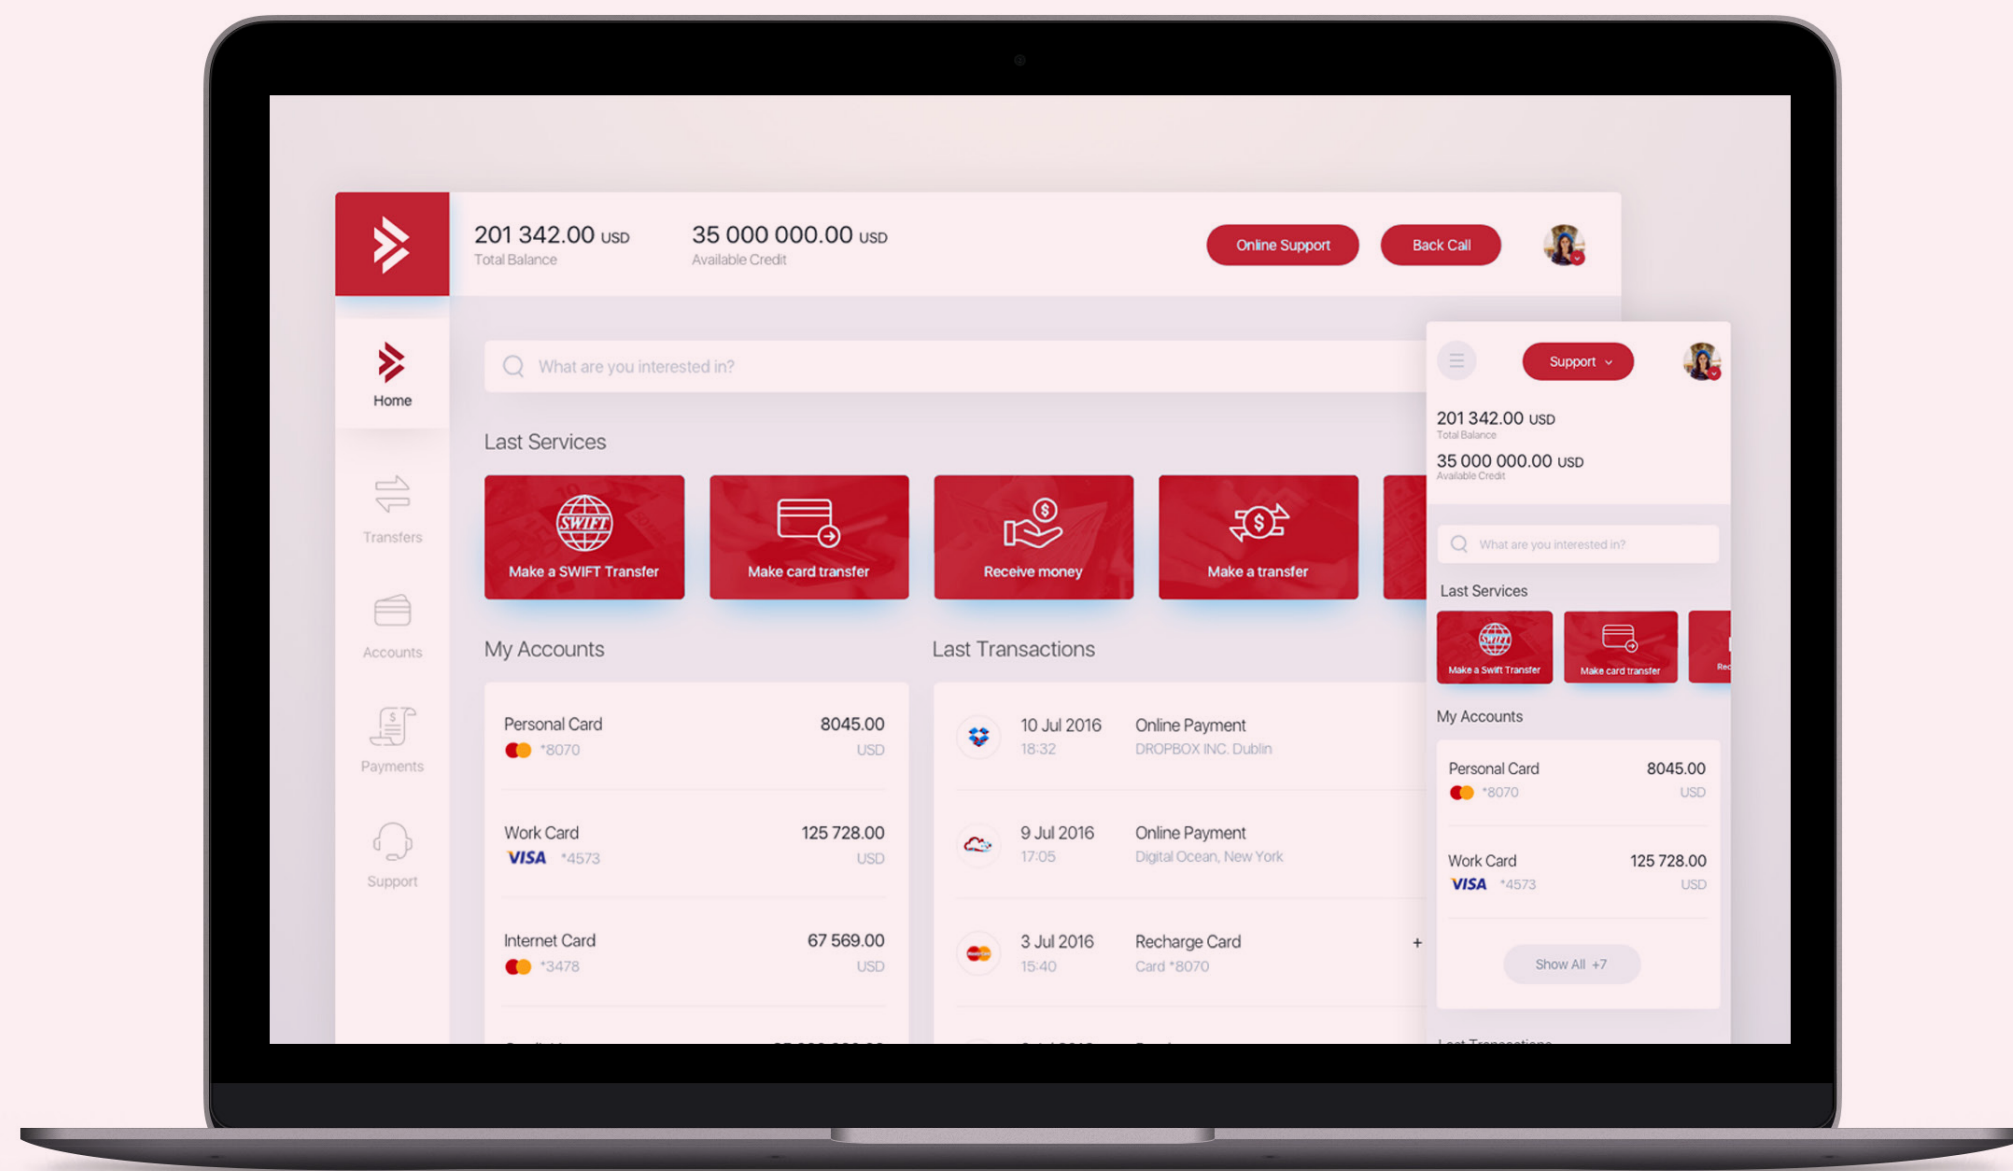 201 342.00 USD
Total Balance
35 000 000.00 USD
Available Credit
Online Support
Back Call
Home
Transfers
Accounts
Payments
Support
What are you interested in?
Last Services
SWIFT
Make a SWIFT Transfer
Make card transfer
Receive money
Make a transfer
My Accounts
Personal Card 8045.00
*8070 USD
Work Card 125 728.00
VISA *4573 USD
Internet Card 67 569.00
*3478 USD
Last Transactions
10 Jul 2016 Online Payment
18:32 DROPBOX INC. Dublin
9 Jul 2016 Online Payment
17:05 Digital Ocean, New York
3 Jul 2016 Recharge Card +
15:40 Card *8070
Support
201 342.00 USD
Total Balance
35 000 000.00 USD
Available Credit
What are you interested in?
Last Services
SWIFT
Make a Swift Transfer
Make card transfer
Rec
My Accounts
Personal Card 8045.00
*8070 USD
Work Card 125 728.00
VISA *4573 USD
Show All +7
Last Transactions